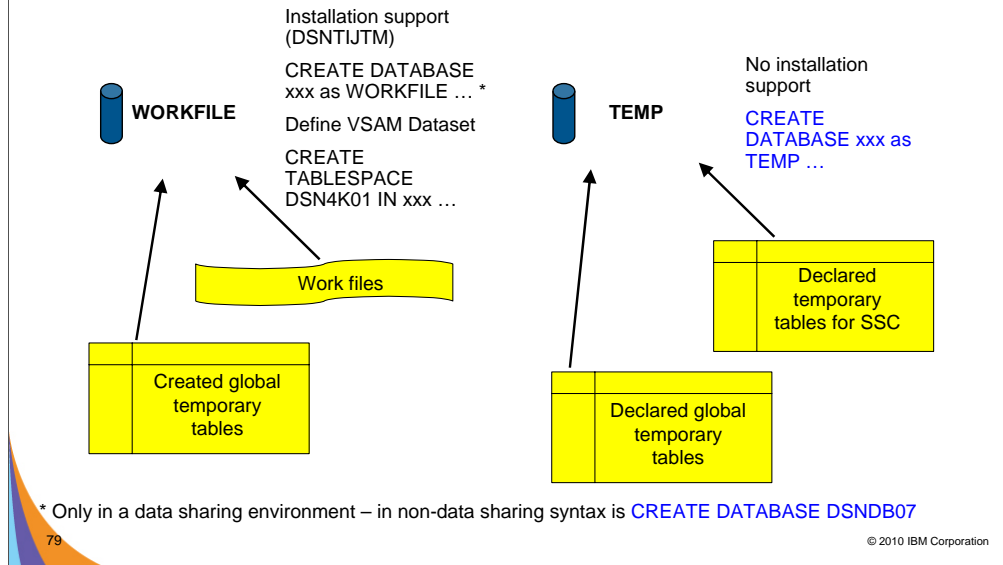 Installation support
(DSNTIJTM)
CREATE DATABASE
xxx as WORKFILE … *
Define VSAM Dataset
CREATE
TABLESPACE
DSN4K01 IN xxx …
WORKFILE
Work files
Created global
temporary
tables
No installation
support
CREATE
DATABASE xxx as
TEMP …
TEMP
Declared
temporary
tables for SSC
Declared global
temporary
tables
* Only in a data sharing environment – in non-data sharing syntax is CREATE DATABASE DSNDB07
79
© 2010 IBM Corporation